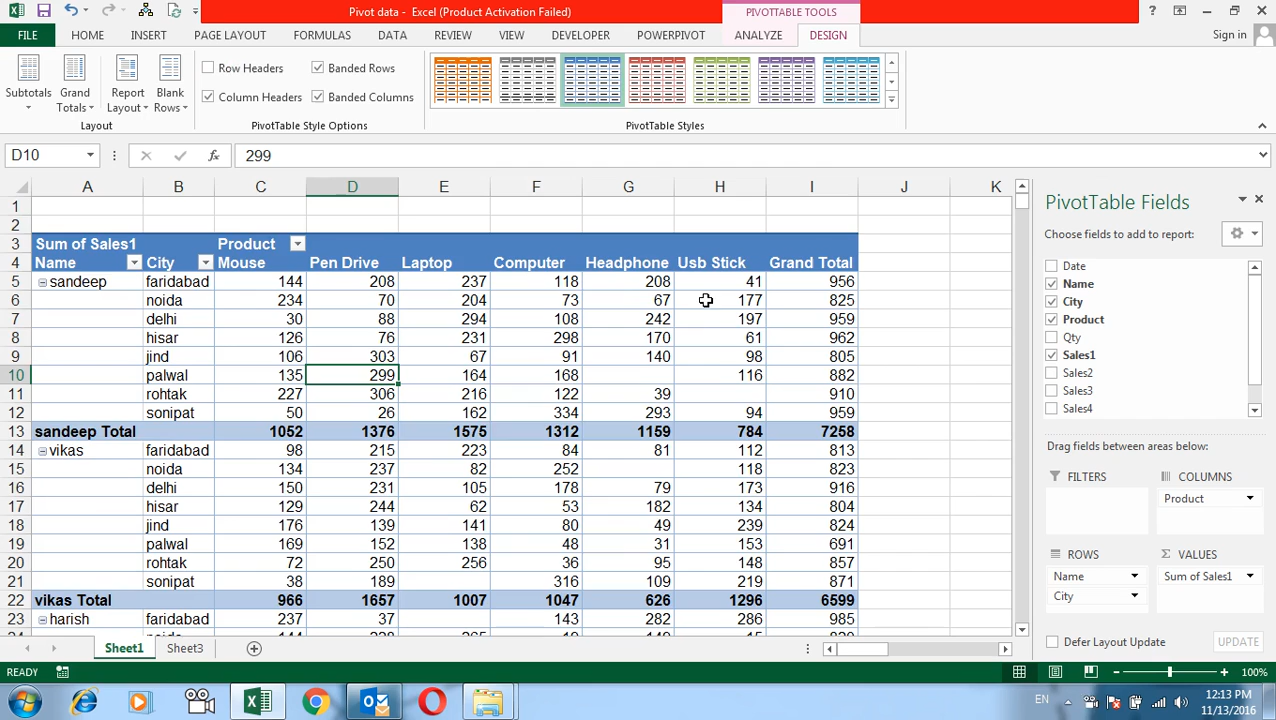 Pivot data - Excel (Product Activation Failed)
PIVOTTABLE TOOLS
FILE HOME INSERT PAGE LAYOUT FORMULAS DATA REVIEW VIEW DEVELOPER POWERPIVOT ANALYZE DESIGN Sign in
Subtotals Grand Totals Report Layout Blank Rows
Row Headers Banded Rows
Column Headers Banded Columns
Layout PivotTable Style Options PivotTable Styles
D10 fx 299
A B C D E F G H I J K
1
2
3 Sum of Sales1 Product
4 Name City Mouse Pen Drive Laptop Computer Headphone Usb Stick Grand Total
5 sandeep faridabad 144 208 237 118 208 41 956
6 noida 234 70 204 73 67 177 825
7 delhi 30 88 294 108 242 197 959
8 hisar 126 76 231 298 170 61 962
9 jind 106 303 67 91 140 98 805
10 palwal 135 299 164 168 116 882
11 rohtak 227 306 216 122 39 910
12 sonipat 50 26 162 334 293 94 959
13 sandeep Total 1052 1376 1575 1312 1159 784 7258
14 vikas faridabad 98 215 223 84 81 112 813
15 noida 134 237 82 252 118 823
16 delhi 150 231 105 178 79 173 916
17 hisar 129 244 62 53 182 134 804
18 jind 176 139 141 80 49 239 824
19 palwal 169 152 138 48 31 153 691
20 rohtak 72 250 256 36 95 148 857
21 sonipat 38 189 316 109 219 871
22 vikas Total 966 1657 1007 1047 626 1296 6599
23 harish faridabad 237 37 143 282 286 985
PivotTable Fields
Choose fields to add to report:
Date
Name
City
Product
Qty
Sales1
Sales2
Sales3
Sales4
Drag fields between areas below:
FILTERS COLUMNS
Product
ROWS Σ VALUES
Name Sum of Sales1
City
Defer Layout Update UPDATE
Sheet1 Sheet3
READY 100%
EN 12:13 PM
11/13/2016